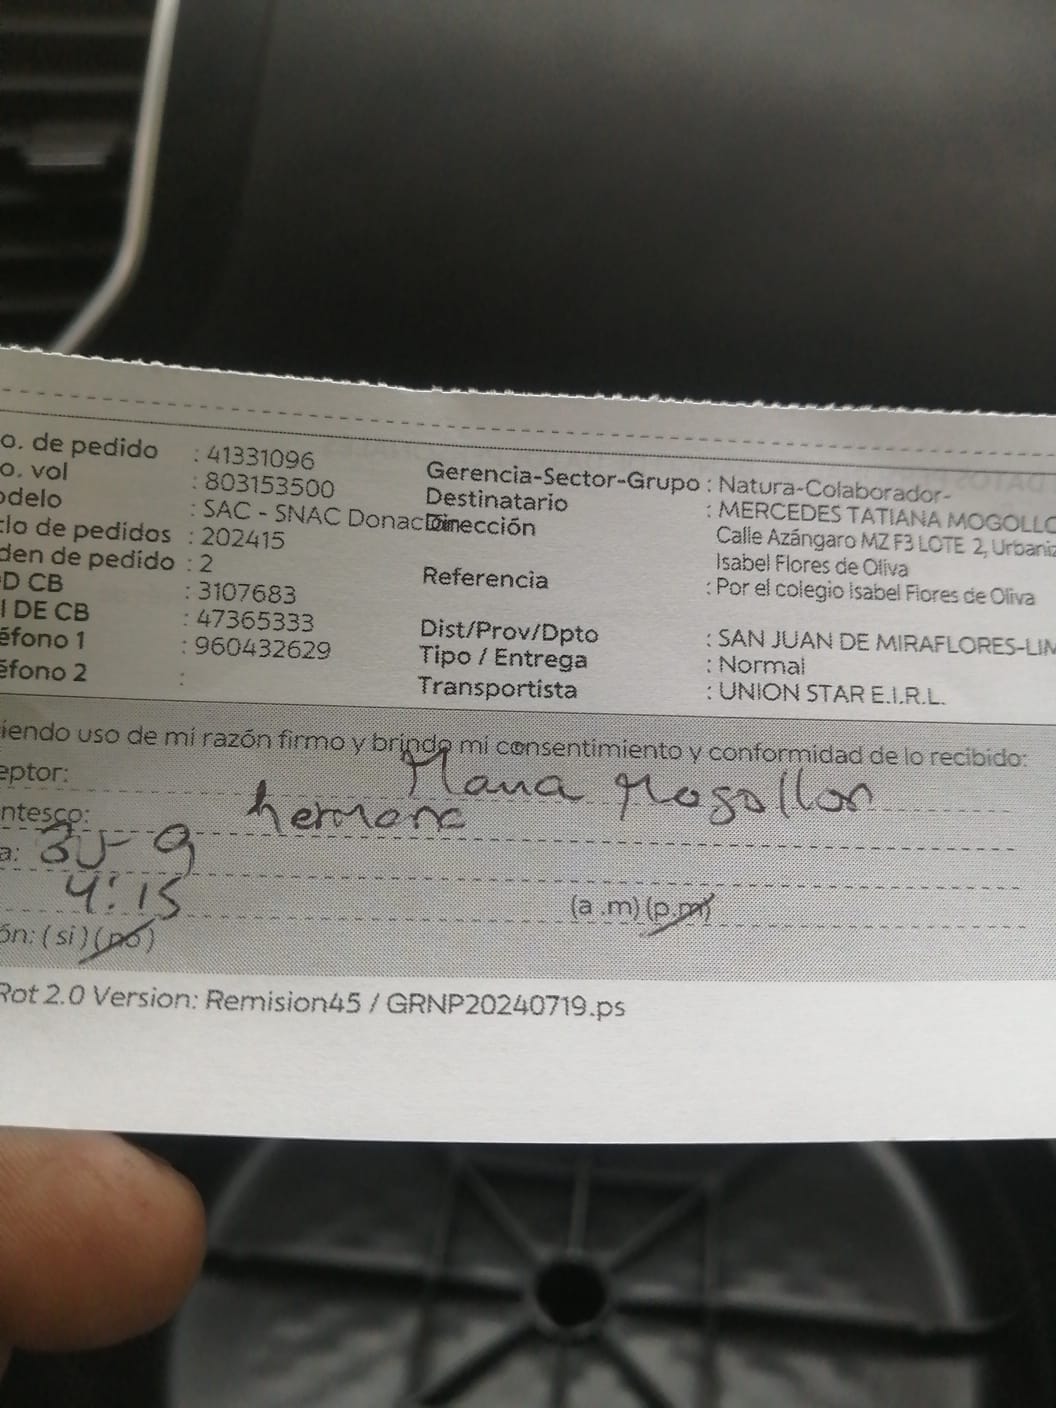 o. de pedido : 41331096 Gerencia-Sector-Grupo : Natura-Colaborador-
o. vol : 803153500 Destinatario : MERCEDES TATIANA MOGOLLO
odelo : SAC - SNAC Donacion Dirección Calle Azángaro MZ F3 LOTE 2, Urbaniz
clo de pedidos : 202415 Isabel Flores de Oliva
den de pedido : 2 Referencia : Por el colegio isabel Flores de Oliva
D CB : 3107683
I DE CB : 47365333 Dist/Prov/Dpto : SAN JUAN DE MIRAFLORES-LIM
éfono 1 : 960432629 Tipo / Entrega : Normal
éfono 2 : Transportista : UNION STAR E.I.R.L.
iendo uso de mi razón firmo y brindo mi consentimiento y conformidad de lo recibido:
eptor: Mogollon
ntesco: hermana
a: 9
4:15 (a .m) (p.m)
ón: ( si ) ( no )
Rot 2.0 Version: Remision45 / GRNP20240719.ps